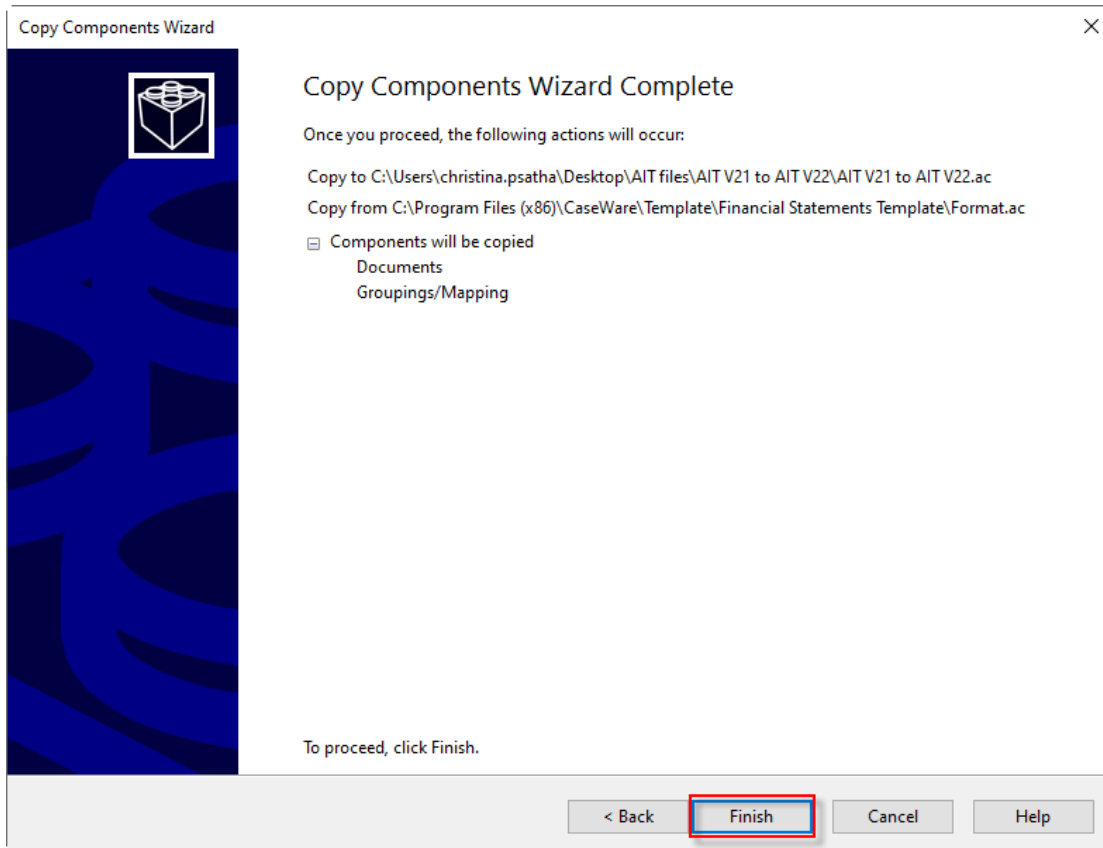 Copy Components Wizard
Copy Components Wizard Complete
Once you proceed, the following actions will occur:
Copy to C:\Users\christina.psatha\Desktop\AIT files\AIT V21 to AIT V22\AIT V21 to AIT V22.ac
Copy from C:\Program Files (x86)\CaseWare\Template\Financial Statements Template\Format.ac
Components will be copied
Documents
Groupings/Mapping
To proceed, click Finish.
< Back Finish Cancel Help